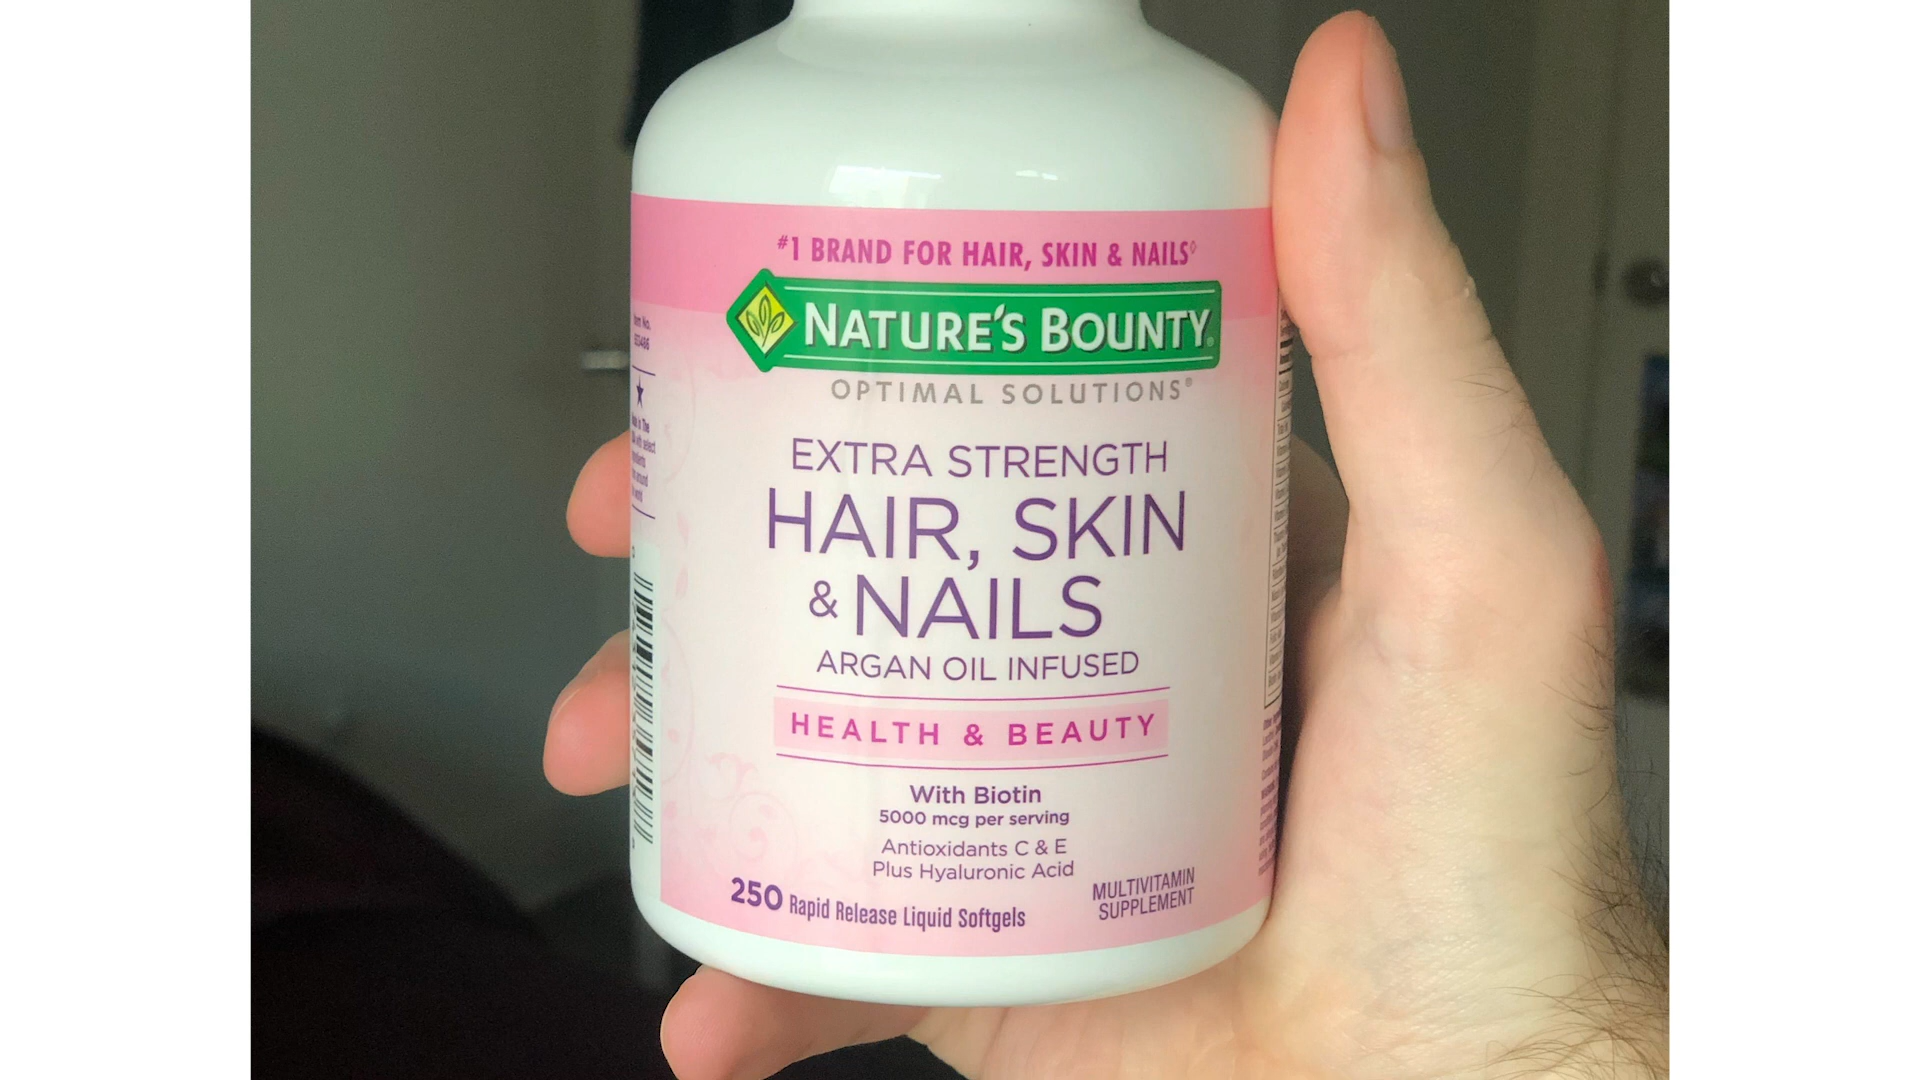 #1 BRAND FOR HAIR, SKIN & NAILS◊
NATURE'S BOUNTY®
OPTIMAL SOLUTIONS®
EXTRA STRENGTH
HAIR, SKIN
& NAILS
ARGAN OIL INFUSED
HEALTH & BEAUTY
With Biotin
5000 mcg per serving
Antioxidants C & E
Plus Hyaluronic Acid
250 Rapid Release Liquid Softgels
MULTIVITAMIN
SUPPLEMENT